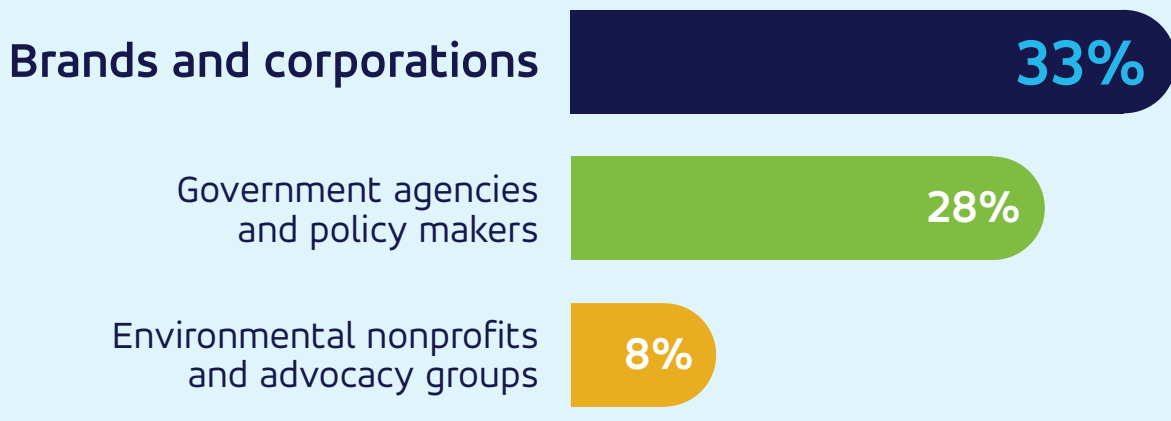 Brands and corporations 33%
Government agencies
and policy makers 28%
Environmental nonprofits
and advocacy groups 8%